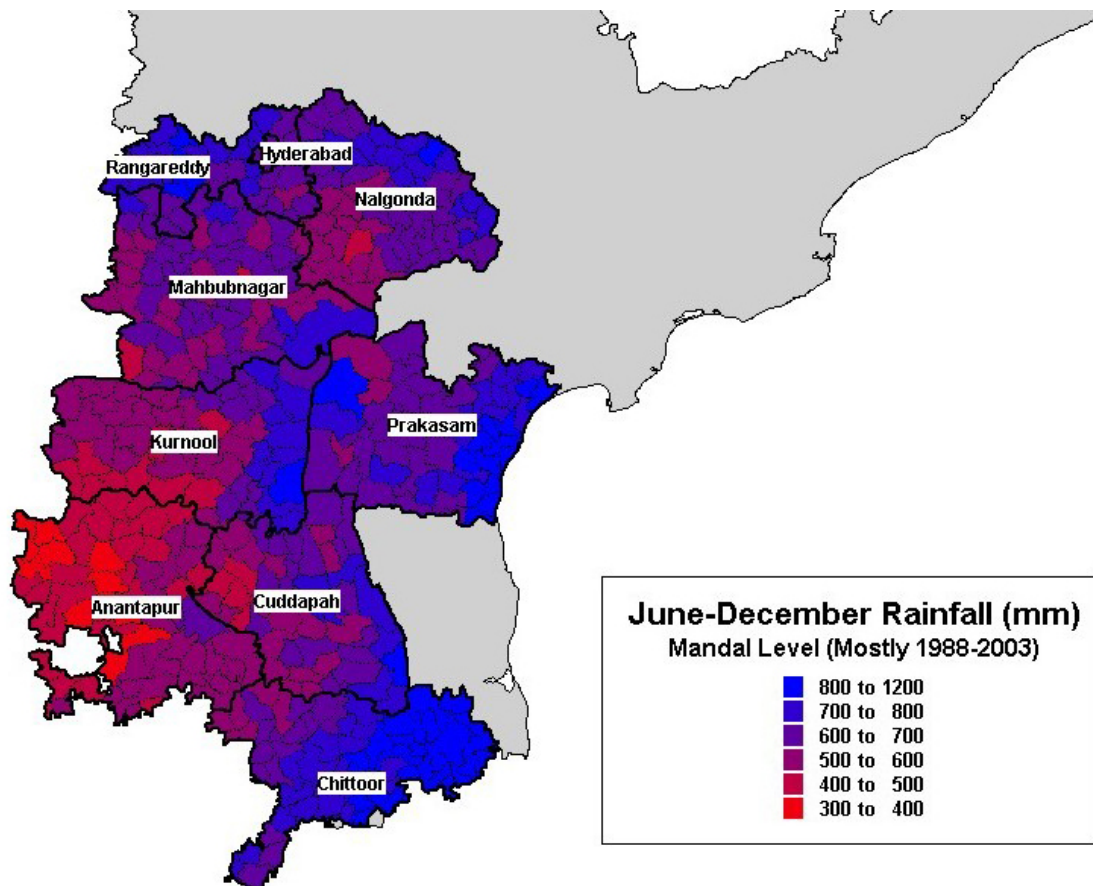 Hyderabad
Rangareddy
Nalgonda
Mahbubnagar
Prakasam
Kurnool
Cuddapah
Anantapur
Chittoor
June-December Rainfall (mm)
Mandal Level (Mostly 1988-2003)
800 to 1200
700 to 800
600 to 700
500 to 600
400 to 500
300 to 400